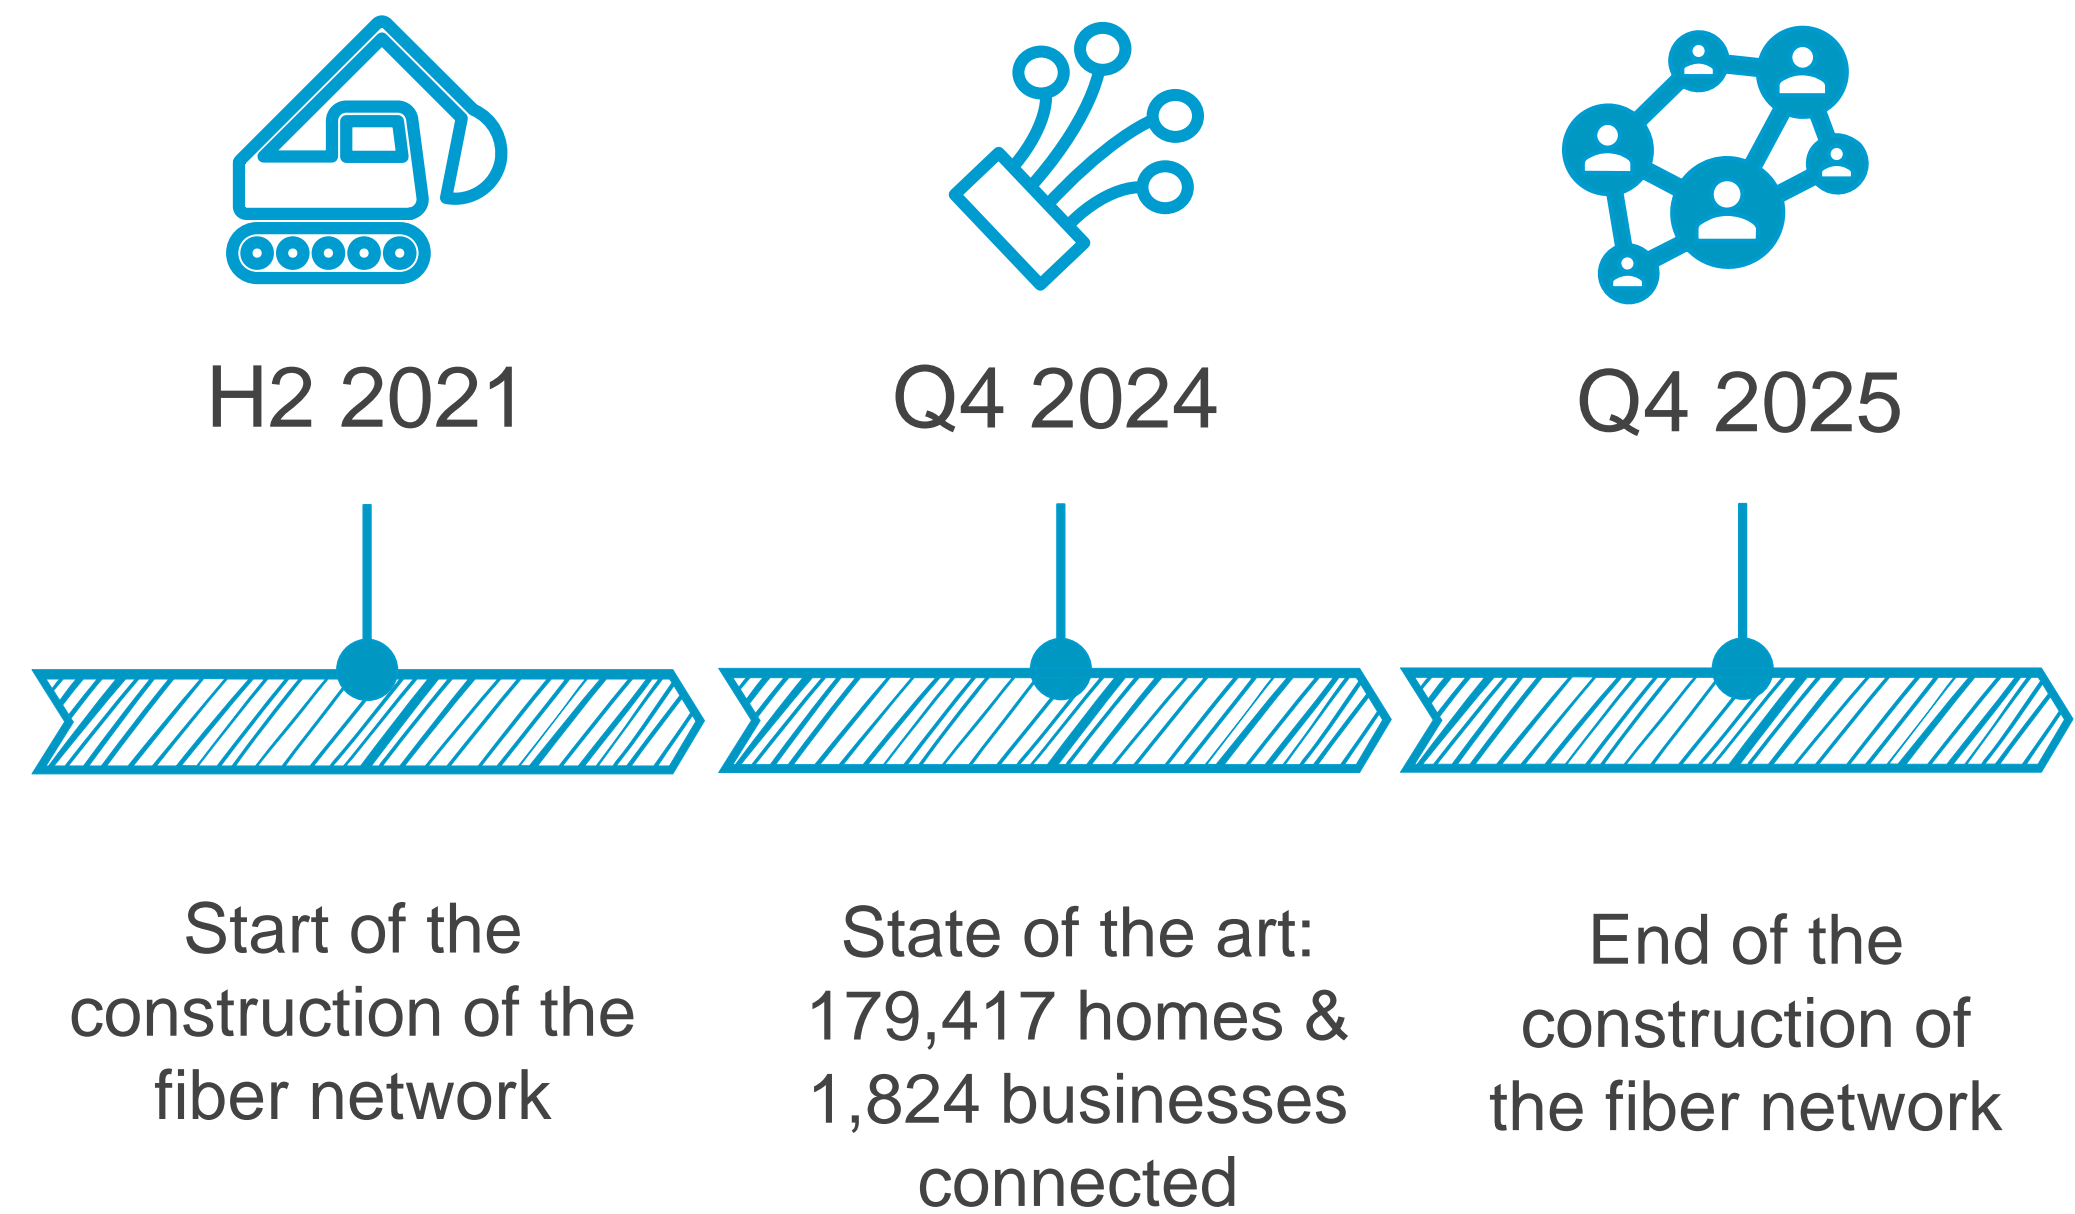 H2 2021
Q4 2024
Q4 2025
Start of the
construction of the
fiber network
State of the art:
179,417 homes &
1,824 businesses
connected
End of the
construction of
the fiber network